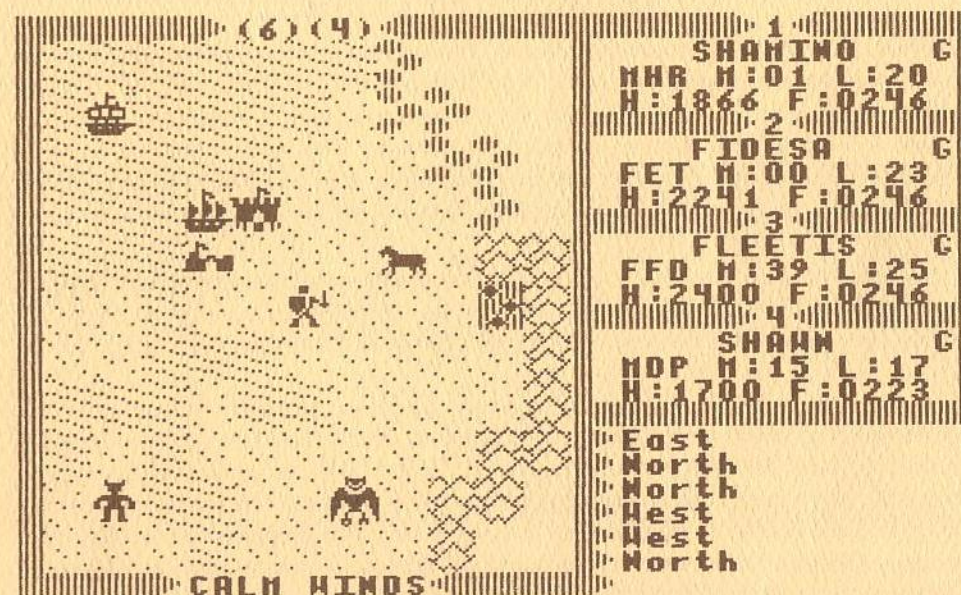 (6)(4)
1
SHAMINO G
MHR M:01 L:20
H:1866 F:0246
2
FIDESA G
FET M:00 L:23
H:2241 F:0246
3
FLEETIS G
FFD M:39 L:25
H:2400 F:0246
4
SHAWN G
MDP M:15 L:17
H:1700 F:0223
East
North
North
West
West
North
CALM WINDS